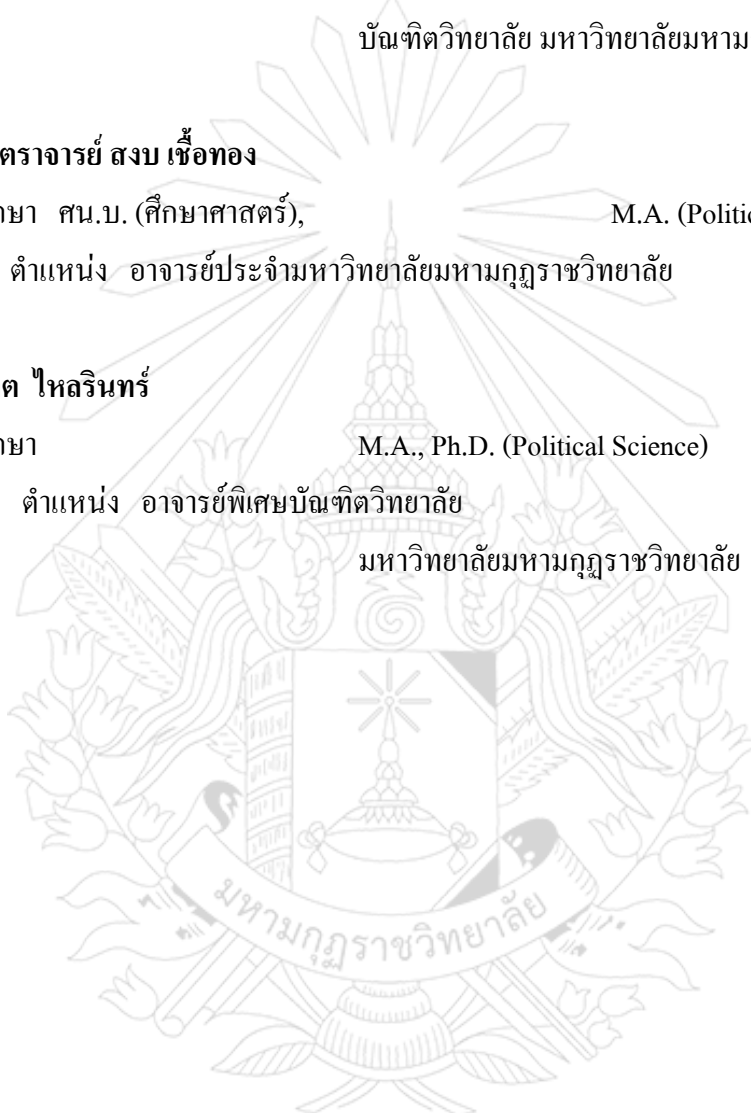 บัณฑิตวิทยาลัย มหาวิทยาลัยมหาม
ตราจารย์ สงบ เชื้อทอง
ษา ศน.บ. (ศึกษาศาสตร์), M.A. (Politic
ตำแหน่ง อาจารย์ประจำมหาวิทยาลัยมหามกุฏราชวิทยาลัย
ต ไหลรินทร์
ษา M.A., Ph.D. (Political Science)
ตำแหน่ง อาจารย์พิเศษบัณฑิตวิทยาลัย
มหาวิทยาลัยมหามกุฏราชวิทยาลัย
มหามกุฏราชวิทยาลัย